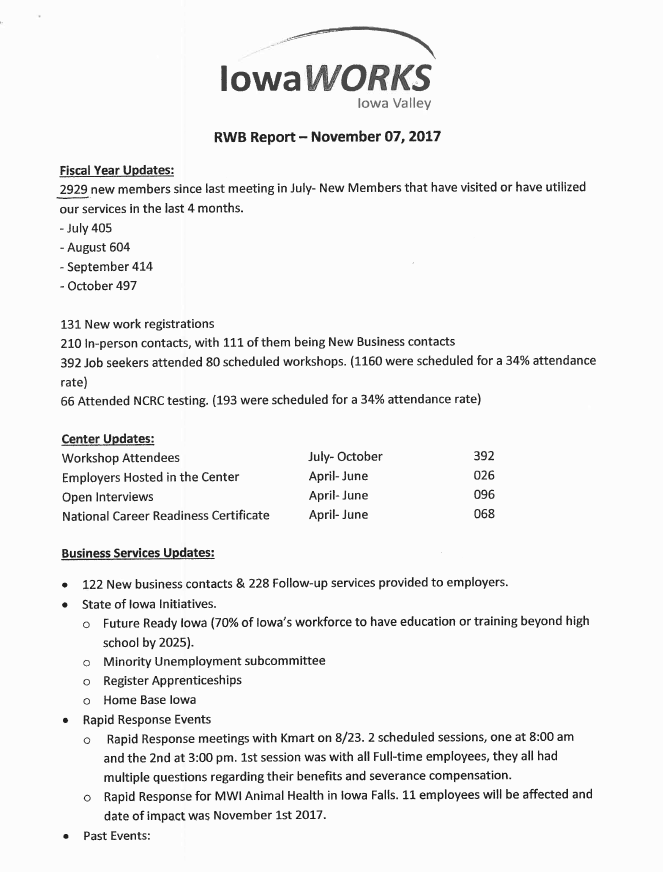 IowaWORKS
Iowa Valley
RWB Report – November 07, 2017
Fiscal Year Updates:
2929 new members since last meeting in July- New Members that have visited or have utilized
our services in the last 4 months.
- July 405
- August 604
- September 414
- October 497
131 New work registrations
210 In-person contacts, with 111 of them being New Business contacts
392 Job seekers attended 80 scheduled workshops. (1160 were scheduled for a 34% attendance
rate)
66 Attended NCRC testing. (193 were scheduled for a 34% attendance rate)
Center Updates:
Workshop Attendees July- October 392
Employers Hosted in the Center April- June 026
Open Interviews April- June 096
National Career Readiness Certificate April- June 068
Business Services Updates:
• 122 New business contacts & 228 Follow-up services provided to employers.
• State of Iowa Initiatives.
o Future Ready Iowa (70% of Iowa's workforce to have education or training beyond high
school by 2025).
o Minority Unemployment subcommittee
o Register Apprenticeships
o Home Base Iowa
• Rapid Response Events
o Rapid Response meetings with Kmart on 8/23. 2 scheduled sessions, one at 8:00 am
and the 2nd at 3:00 pm. 1st session was with all Full-time employees, they all had
multiple questions regarding their benefits and severance compensation.
o Rapid Response for MWI Animal Health in Iowa Falls. 11 employees will be affected and
date of impact was November 1st 2017.
• Past Events: